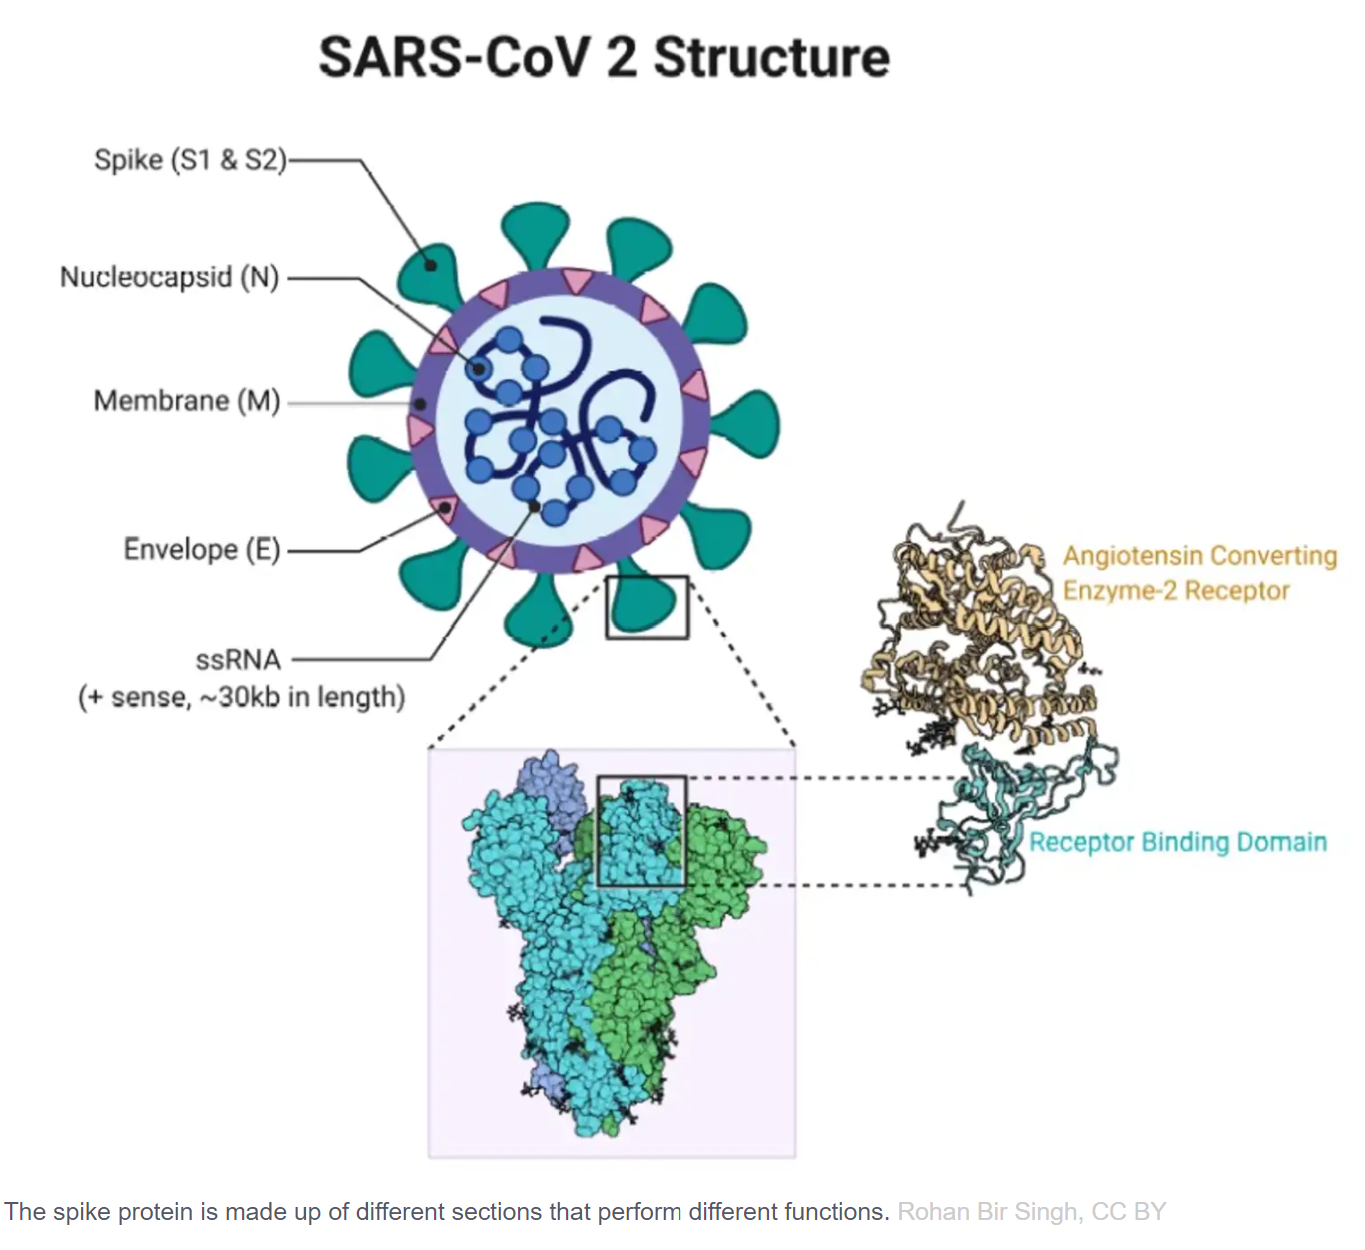 SARS-CoV 2 Structure
Spike (S1 & S2)
Nucleocapsid (N)
Membrane (M)
Envelope (E)
ssRNA
(+ sense, ~30kb in length)
Angiotensin Converting
Enzyme-2 Receptor
Receptor Binding Domain
The spike protein is made up of different sections that perform different functions. Rohan Bir Singh, CC BY